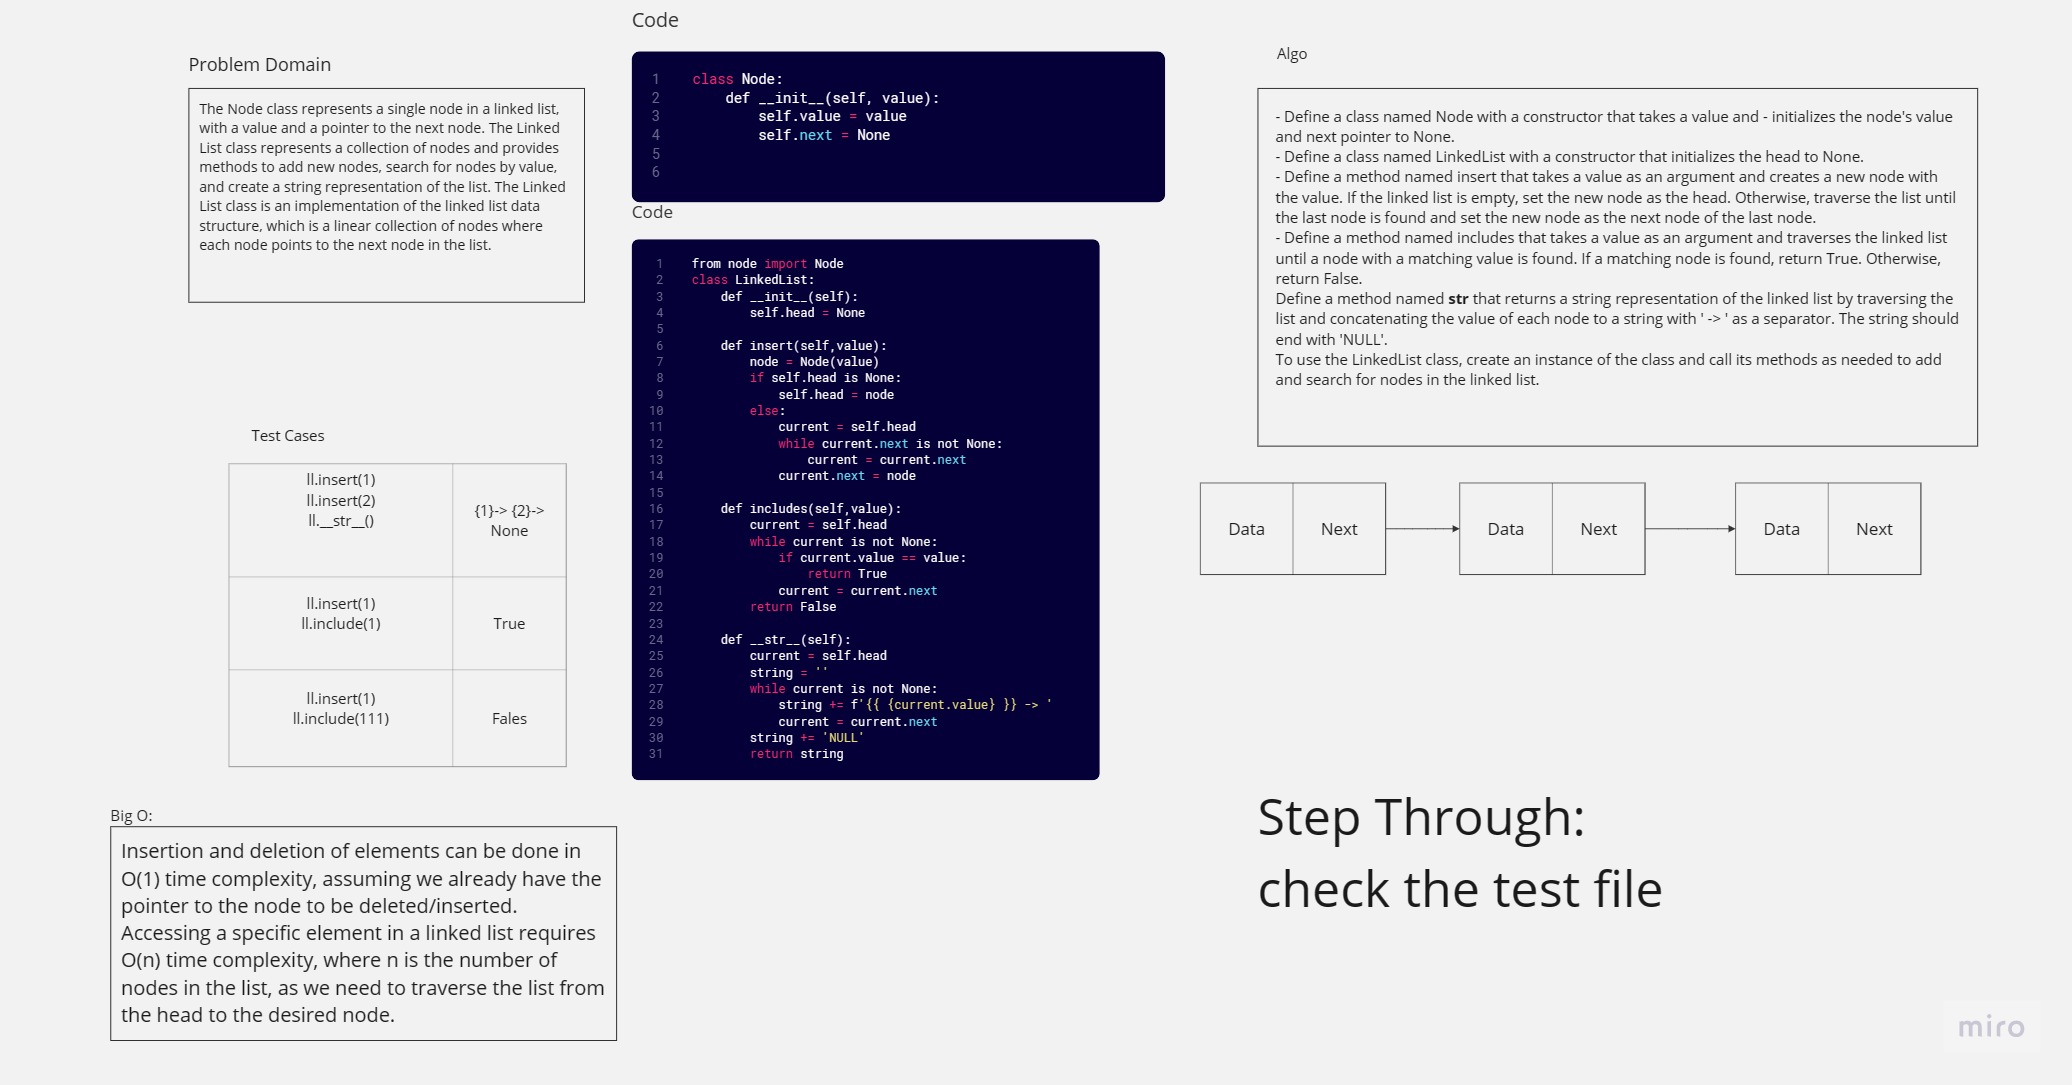 Problem Domain
The Node class represents a single node in a linked list,
with a value and a pointer to the next node. The Linked
List class represents a collection of nodes and provides
methods to add new nodes, search for nodes by value,
and create a string representation of the list. The Linked
List class is an implementation of the linked list data
structure, which is a linear collection of nodes where
each node points to the next node in the list.
Test Cases
ll.insert(1)
ll.insert(2)
ll.__str__()
{1}-> {2}->
None
ll.insert(1)
ll.include(1)
True
ll.insert(1)
ll.include(111)
Fales
Big O:
Insertion and deletion of elements can be done in
O(1) time complexity, assuming we already have the
pointer to the node to be deleted/inserted.
Accessing a specific element in a linked list requires
O(n) time complexity, where n is the number of
nodes in the list, as we need to traverse the list from
the head to the desired node.
Code
1 class Node:
2     def __init__(self, value):
3         self.value = value
4         self.next = None
5
6
Code
1 from node import Node
2 class LinkedList:
3     def __init__(self):
4         self.head = None
5
6     def insert(self,value):
7         node = Node(value)
8         if self.head is None:
9             self.head = node
10         else:
11             current = self.head
12             while current.next is not None:
13                 current = current.next
14             current.next = node
15
16     def includes(self,value):
17         current = self.head
18         while current is not None:
19             if current.value == value:
20                 return True
21             current = current.next
22         return False
23
24     def __str__(self):
25         current = self.head
26         string = ''
27         while current is not None:
28             string += f'{{ {current.value} }} -> '
29             current = current.next
30         string += 'NULL'
31         return string
Algo
- Define a class named Node with a constructor that takes a value and - initializes the node's value
and next pointer to None.
- Define a class named LinkedList with a constructor that initializes the head to None.
- Define a method named insert that takes a value as an argument and creates a new node with
the value. If the linked list is empty, set the new node as the head. Otherwise, traverse the list until
the last node is found and set the new node as the next node of the last node.
- Define a method named includes that takes a value as an argument and traverses the linked list
until a node with a matching value is found. If a matching node is found, return True. Otherwise,
return False.
Define a method named str that returns a string representation of the linked list by traversing the
list and concatenating the value of each node to a string with ' -> ' as a separator. The string should
end with 'NULL'.
To use the LinkedList class, create an instance of the class and call its methods as needed to add
and search for nodes in the linked list.
Data Next Data Next Data Next
Step Through:
check the test file
miro